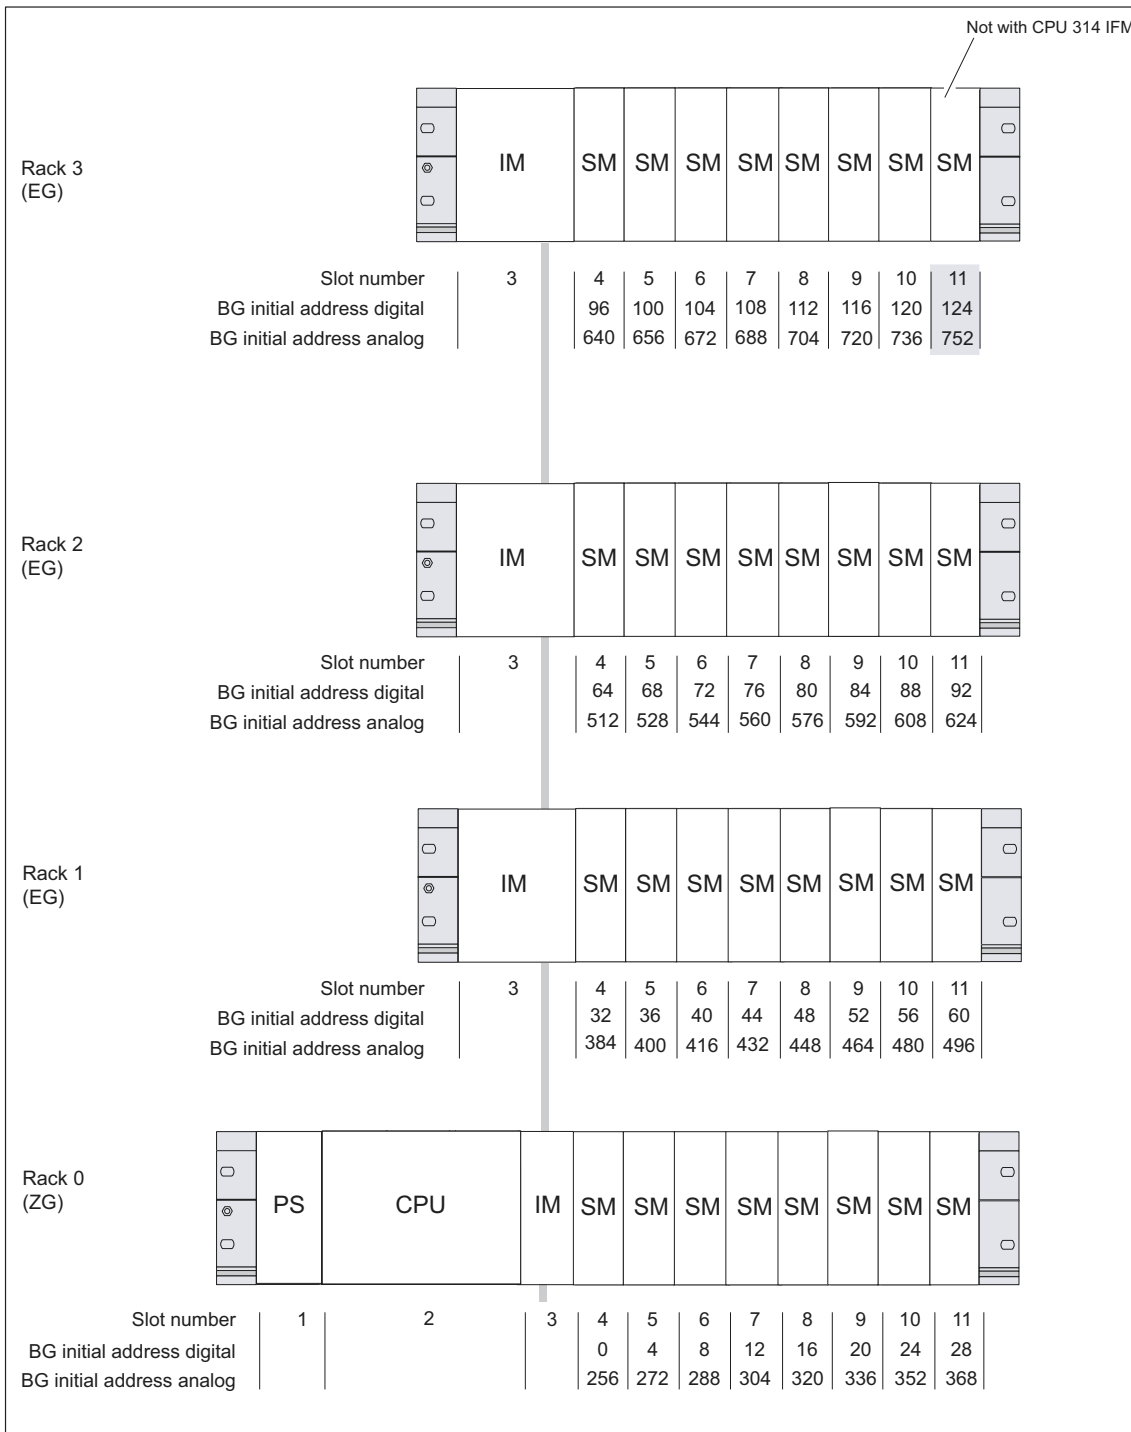 Not with CPU 314 IFM
Rack 3
(EG)
IM SM SM SM SM SM SM SM SM
Slot number 3 4 5 6 7 8 9 10 11
BG initial address digital 96 100 104 108 112 116 120 124
BG initial address analog 640 656 672 688 704 720 736 752
Rack 2
(EG)
IM SM SM SM SM SM SM SM SM
Slot number 3 4 5 6 7 8 9 10 11
BG initial address digital 64 68 72 76 80 84 88 92
BG initial address analog 512 528 544 560 576 592 608 624
Rack 1
(EG)
IM SM SM SM SM SM SM SM SM
Slot number 3 4 5 6 7 8 9 10 11
BG initial address digital 32 36 40 44 48 52 56 60
BG initial address analog 384 400 416 432 448 464 480 496
Rack 0
(ZG)
PS CPU IM SM SM SM SM SM SM SM SM
Slot number 1 2 3 4 5 6 7 8 9 10 11
BG initial address digital 0 4 8 12 16 20 24 28
BG initial address analog 256 272 288 304 320 336 352 368